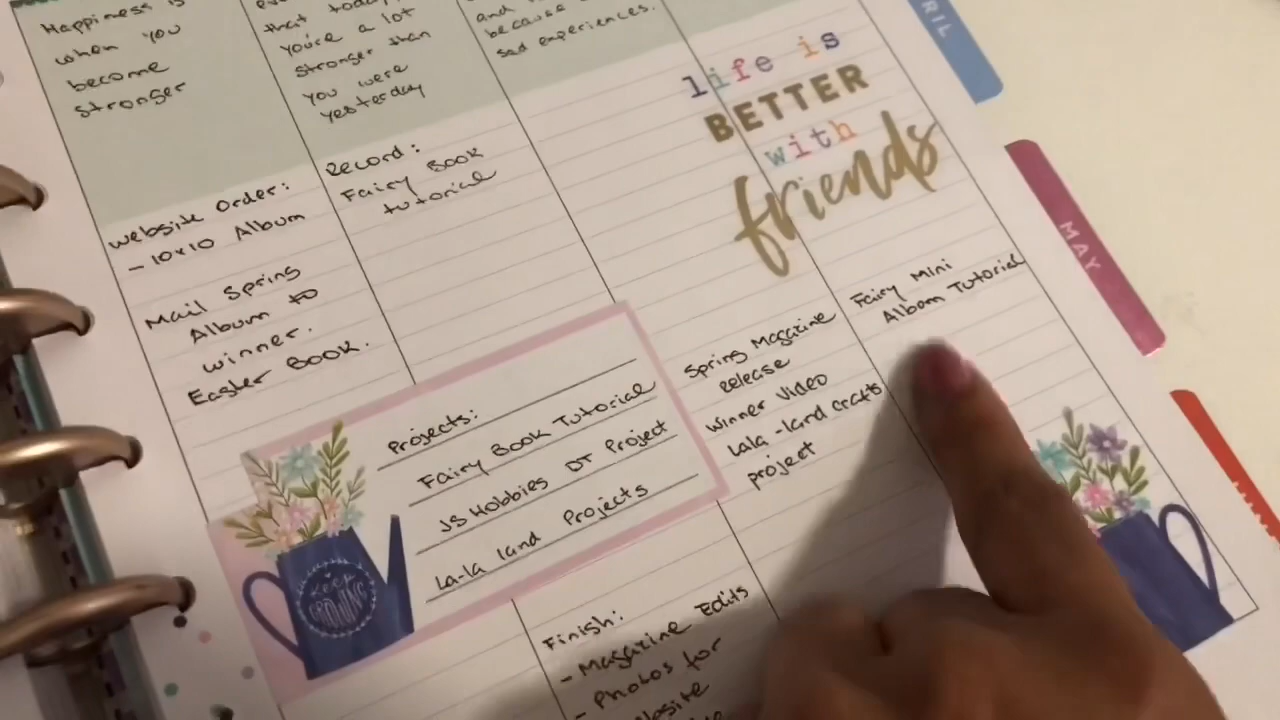 Happiness is
when you
become
stronger
that today,
you're a lot
stronger than
you were
yesterday
because
sad experiences.
life is
BETTER
with
friends
RIL
MAY
Website Order:
- 10x10 Album
Mail Spring
Album to
winner.
Easter Book.
Record:
Fairy Book
tutorial
Projects:
Fairy Book Tutorial
JS Hobbies DT Project
La-la land Projects
Keep
GROWING
Finish:
- Magazine Edits
- Photos for
Spring Magazine
Release
Winner Video
Lala-land crafts
project
Fairy Mini
Album Tutorial